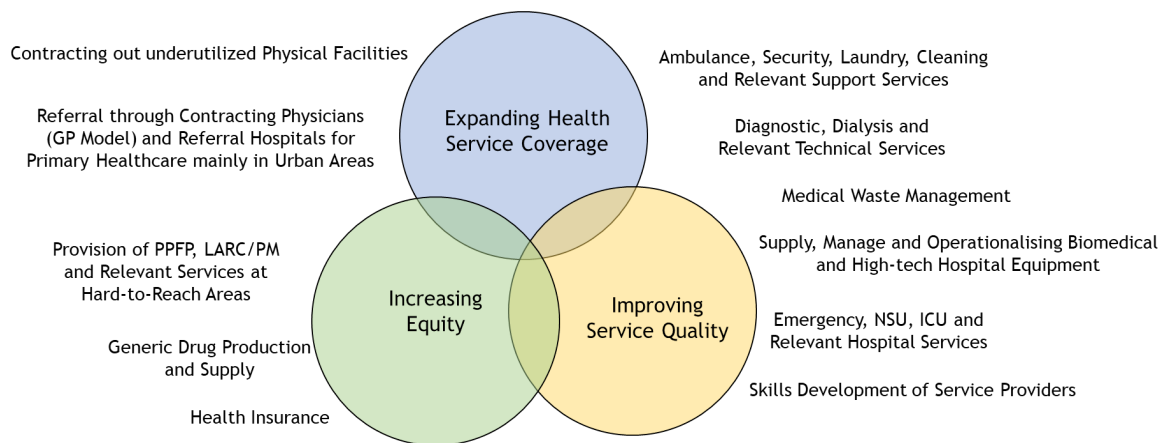 Contracting out underutilized Physical Facilities
Referral through Contracting Physicians
(GP Model) and Referral Hospitals for
Primary Healthcare mainly in Urban Areas
Provision of PPFP, LARC/PM
and Relevant Services at
Hard-to-Reach Areas
Generic Drug Production
and Supply
Health Insurance
Expanding Health
Service Coverage
Increasing
Equity
Improving
Service Quality
Ambulance, Security, Laundry, Cleaning
and Relevant Support Services
Diagnostic, Dialysis and
Relevant Technical Services
Medical Waste Management
Supply, Manage and Operationalising Biomedical
and High-tech Hospital Equipment
Emergency, NSU, ICU and
Relevant Hospital Services
Skills Development of Service Providers